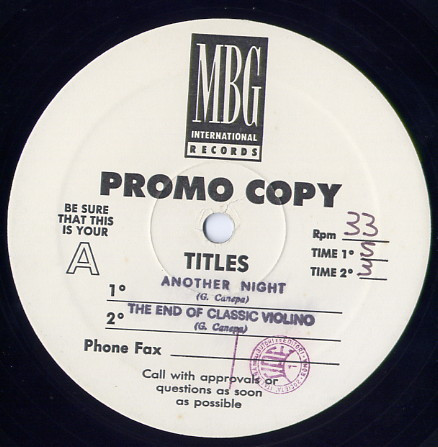 MBG
INTERNATIONAL
RECORDS
PROMO COPY
BE SURE
THAT THIS
IS YOUR
A
Rpm 33
TIME 1°
TIME 2°
TITLES
1° ANOTHER NIGHT
(G. Canepa)
2° THE END OF CLASSIC VIOLINO
(G. Canepa)
Phone Fax
Call with approvals or
questions as soon
as possible